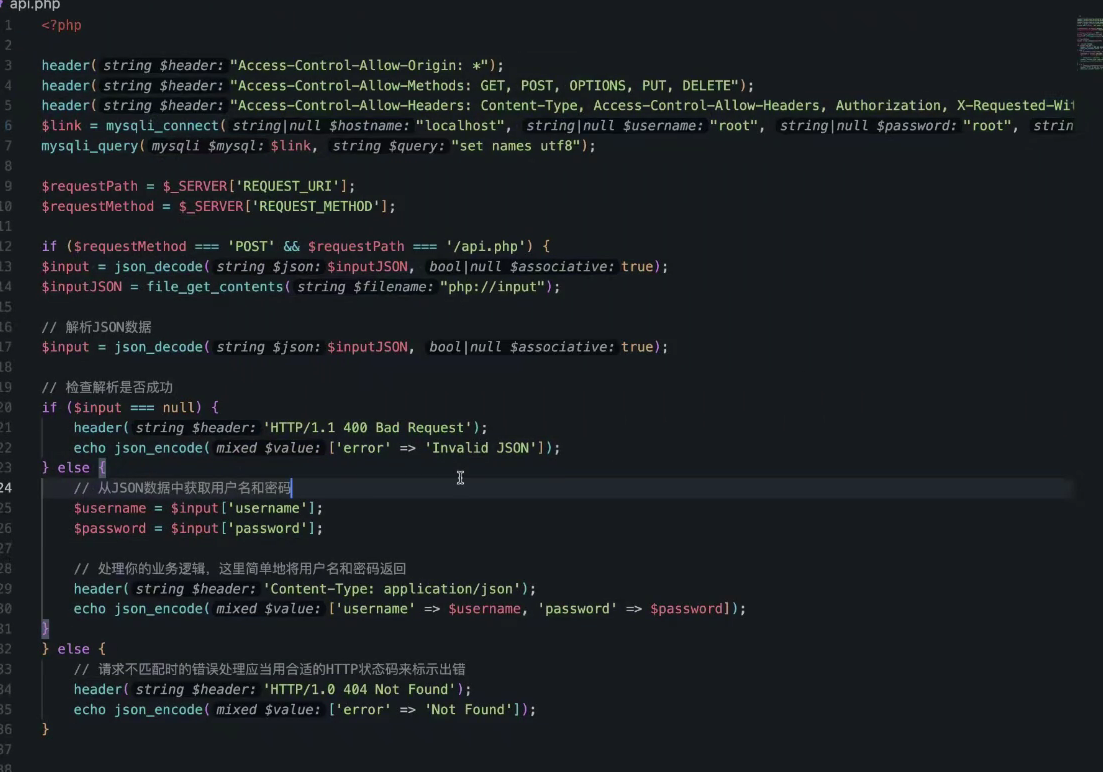 api.php
1 <?php
2
3 header(string $header: "Access-Control-Allow-Origin: *");
4 header(string $header: "Access-Control-Allow-Methods: GET, POST, OPTIONS, PUT, DELETE");
5 header(string $header: "Access-Control-Allow-Headers: Content-Type, Access-Control-Allow-Headers, Authorization, X-Requested-Wit
6 $link = mysqli_connect(string|null $hostname: "localhost", string|null $username: "root", string|null $password: "root", strin
7 mysqli_query(mysqli $mysql: $link, string $query: "set names utf8");
8
9 $requestPath = $_SERVER['REQUEST_URI'];
10 $requestMethod = $_SERVER['REQUEST_METHOD'];
11
12 if ($requestMethod === 'POST' && $requestPath === '/api.php') {
13 $input = json_decode(string $json: $inputJSON, bool|null $associative: true);
14 $inputJSON = file_get_contents(string $filename: "php://input");
15
16 // 解析JSON数据
17 $input = json_decode(string $json: $inputJSON, bool|null $associative: true);
18
19 // 检查解析是否成功
20 if ($input === null) {
21 header(string $header: 'HTTP/1.1 400 Bad Request');
22 echo json_encode(mixed $value: ['error' => 'Invalid JSON']);
23 } else {
24 // 从JSON数据中获取用户名和密码
25 $username = $input['username'];
26 $password = $input['password'];
27
28 // 处理你的业务逻辑，这里简单地将用户名和密码返回
29 header(string $header: 'Content-Type: application/json');
30 echo json_encode(mixed $value: ['username' => $username, 'password' => $password]);
31 }
32 } else {
33 // 请求不匹配时的错误处理应当用合适的HTTP状态码来标示出错
34 header(string $header: 'HTTP/1.0 404 Not Found');
35 echo json_encode(mixed $value: ['error' => 'Not Found']);
36 }
37
38